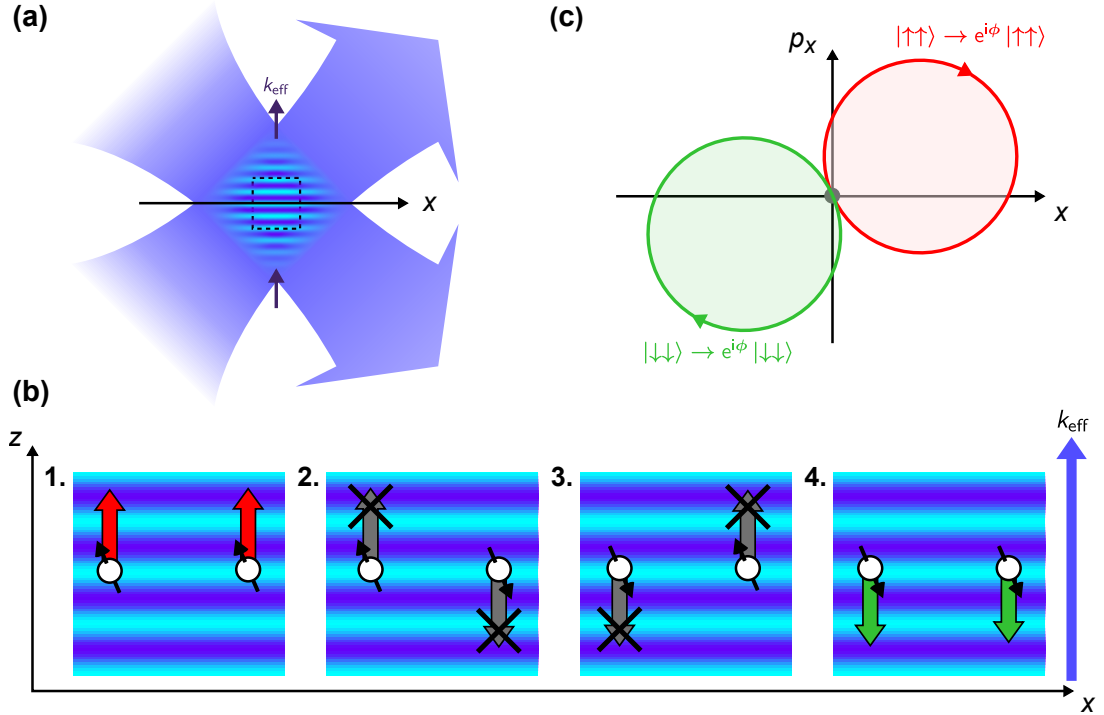 (a)
k_eff
x
(c)
p_x
|↑↑⟩ → e^{iϕ} |↑↑⟩
x
|↓↓⟩ → e^{iϕ} |↓↓⟩
(b)
z
k_eff
1.
2.
3.
4.
x